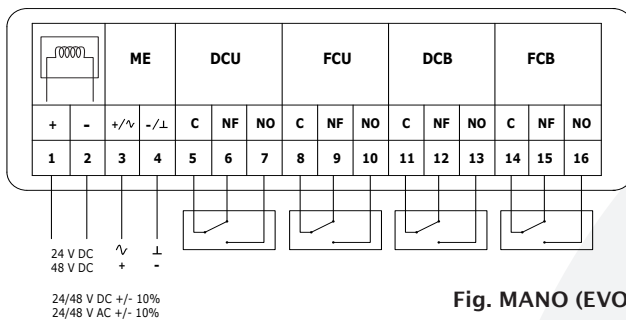 ME DCU FCU DCB FCB
+ - +/∿ -/⊥ C NF NO C NF NO C NF NO C NF NO
1 2 3 4 5 6 7 8 9 10 11 12 13 14 15 16
24 V DC ∿ ⊥
48 V DC + -
24/48 V DC +/- 10%
24/48 V AC +/- 10%
Fig. MANO (EVO